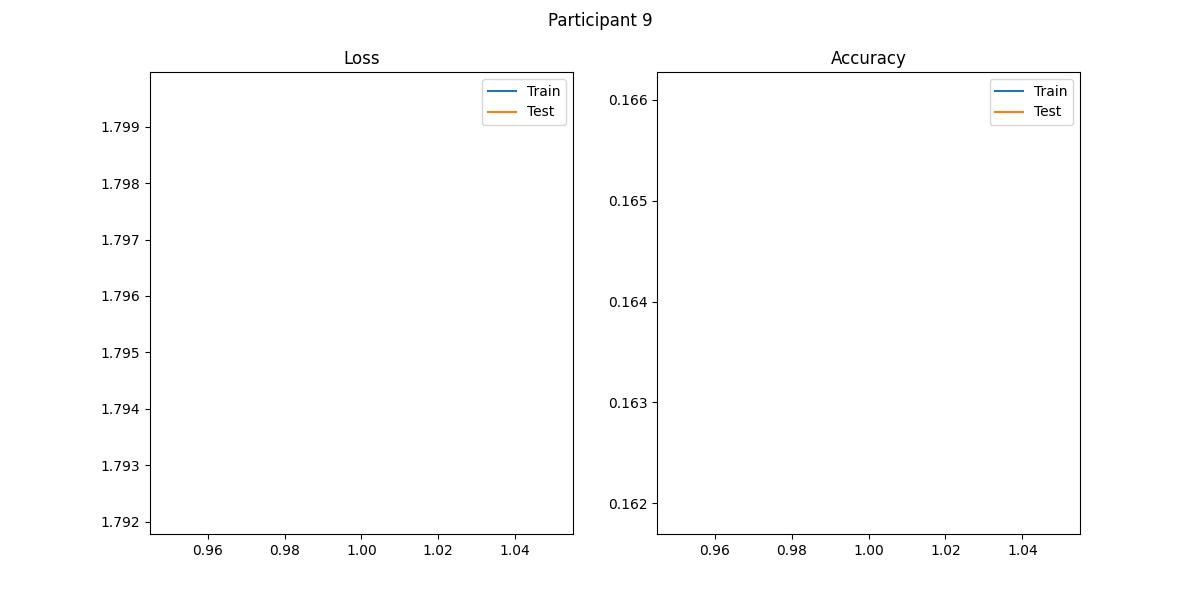 Participant 9
Loss
Train
Test
1.799
1.798
1.797
1.796
1.795
1.794
1.793
1.792
0.96 0.98 1.00 1.02 1.04
Accuracy
Train
Test
0.166
0.165
0.164
0.163
0.162
0.96 0.98 1.00 1.02 1.04